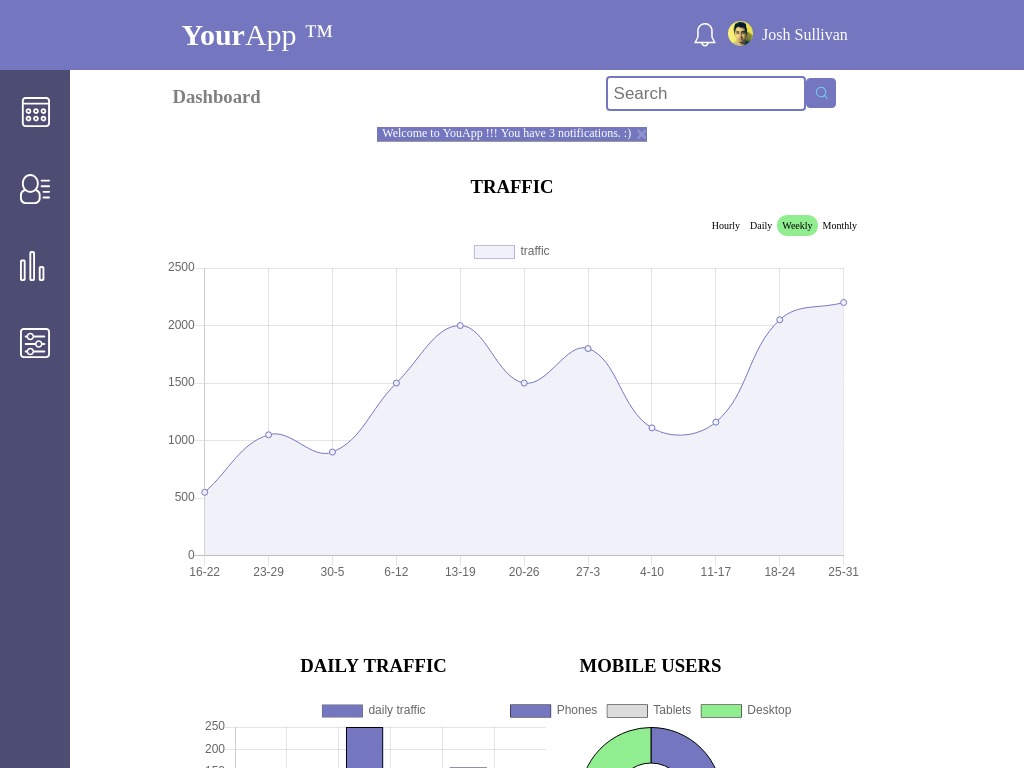 YourApp ™
Josh Sullivan
Dashboard
Search
Welcome to YouApp !!! You have 3 notifications. :)
TRAFFIC
Hourly Daily Weekly Monthly
traffic
2500
2000
1500
1000
500
0
16-22 23-29 30-5 6-12 13-19 20-26 27-3 4-10 11-17 18-24 25-31
DAILY TRAFFIC
MOBILE USERS
daily traffic
Phones Tablets Desktop
250
200
150